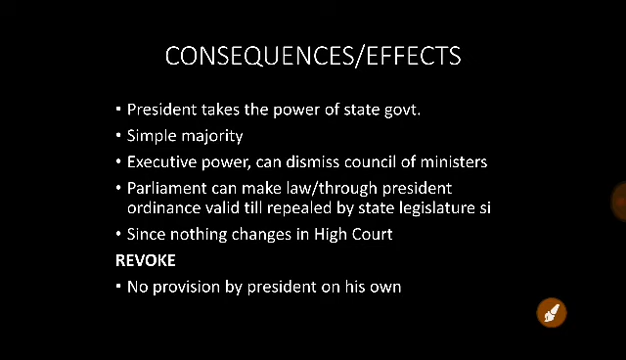 CONSEQUENCES/EFFECTS
• President takes the power of state govt.
• Simple majority
• Executive power, can dismiss council of ministers
• Parliament can make law/through president
ordinance valid till repealed by state legislature si
• Since nothing changes in High Court
REVOKE
• No provision by president on his own